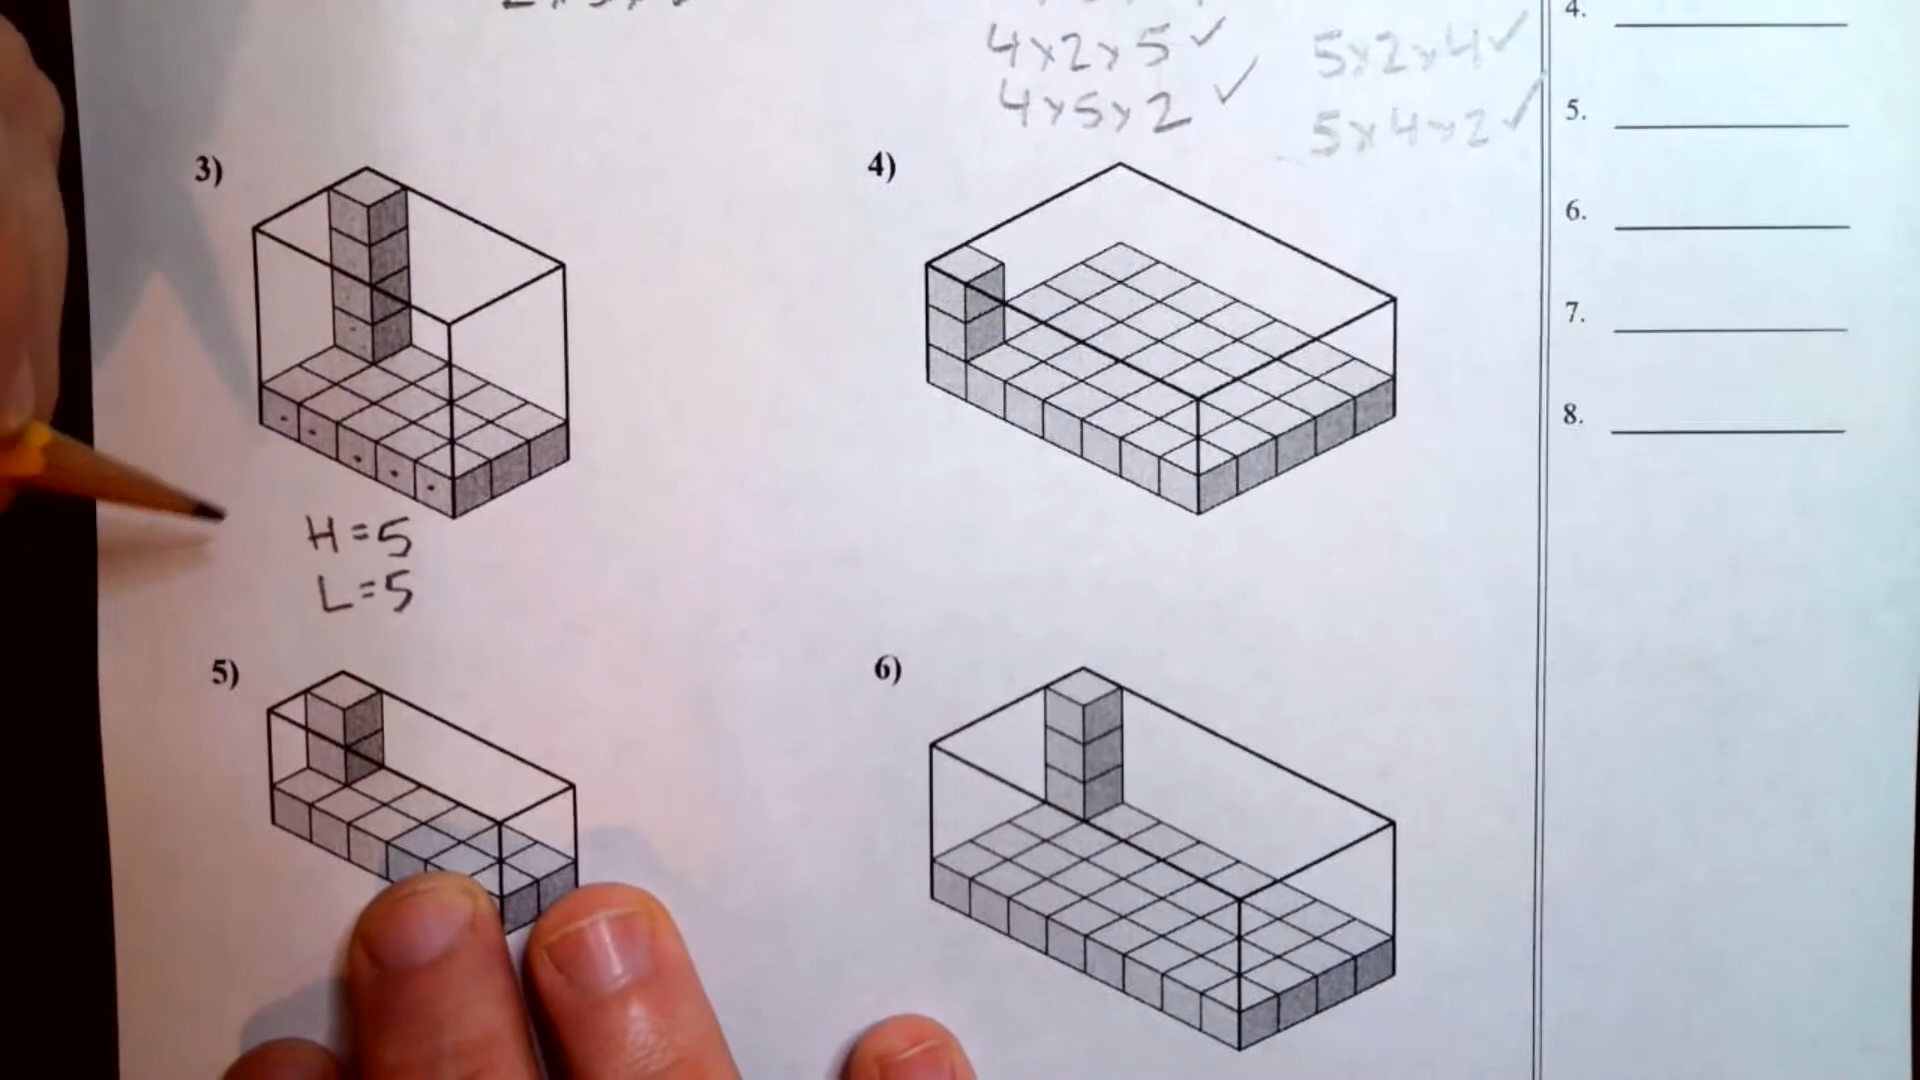 4x2x5✓
5x2x4✓
4x5x2 ✓
5x4x2✓
3)
4)
H=5
L=5
5)
6)
4.
5.
6.
7.
8.